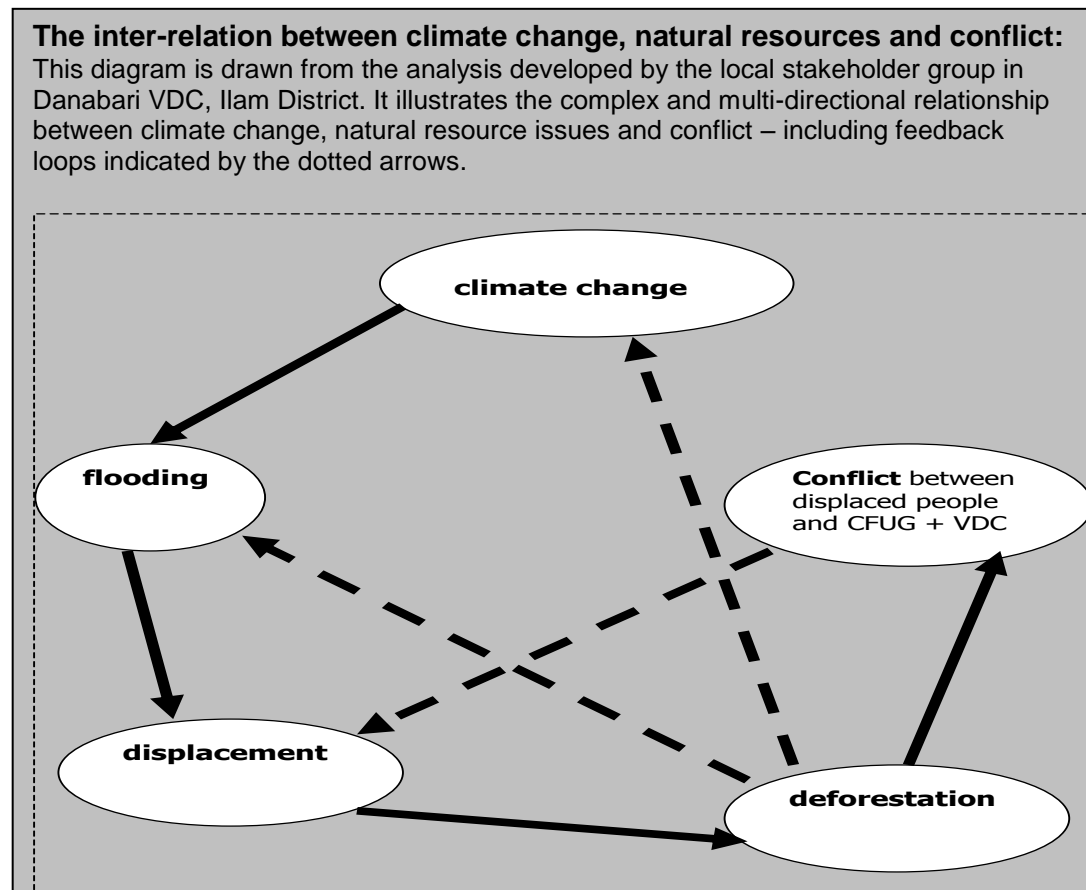 The inter-relation between climate change, natural resources and conflict:
This diagram is drawn from the analysis developed by the local stakeholder group in
Danabari VDC, Ilam District. It illustrates the complex and multi-directional relationship
between climate change, natural resource issues and conflict – including feedback
loops indicated by the dotted arrows.
climate change
flooding
Conflict between
displaced people
and CFUG + VDC
displacement
deforestation